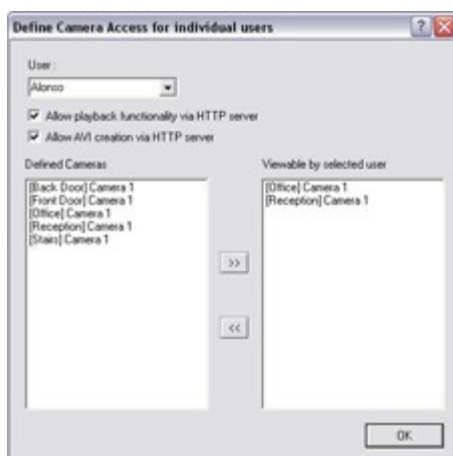 Define Camera Access for individual users
User :
Alonso
Allow playback functionality via HTTP server
Allow AVI creation via HTTP server
Defined Cameras
[Back Door] Camera 1
[Front Door] Camera 1
[Office] Camera 1
[Reception] Camera 1
[Stairs] Camera 1
>>
<<
Viewable by selected user
[Office] Camera 1
[Reception] Camera 1
OK